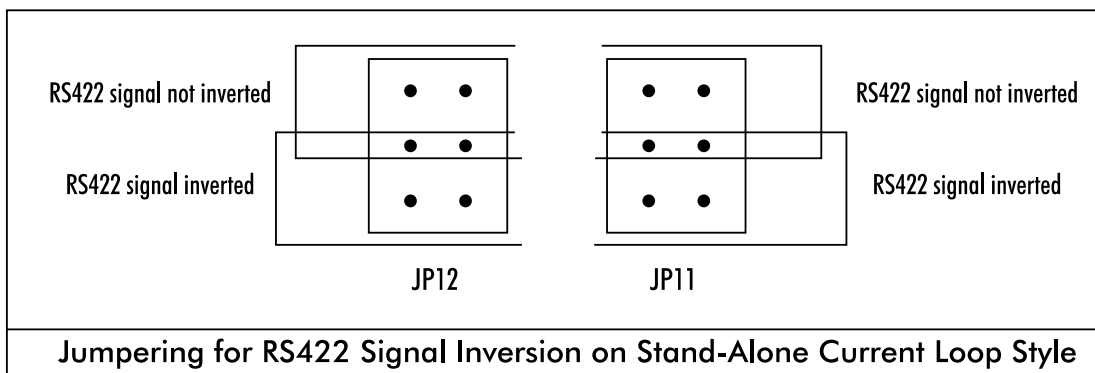 RS422 signal not inverted
RS422 signal not inverted
RS422 signal inverted
RS422 signal inverted
JP12
JP11
Jumpering for RS422 Signal Inversion on Stand-Alone Current Loop Style